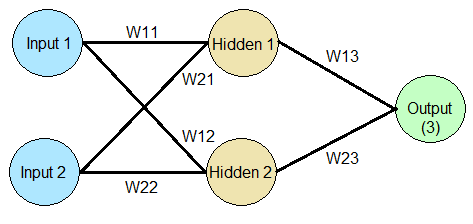 Input 1
W11
Hidden 1
W13
W21
Output
(3)
W12
Input 2
W22
Hidden 2
W23